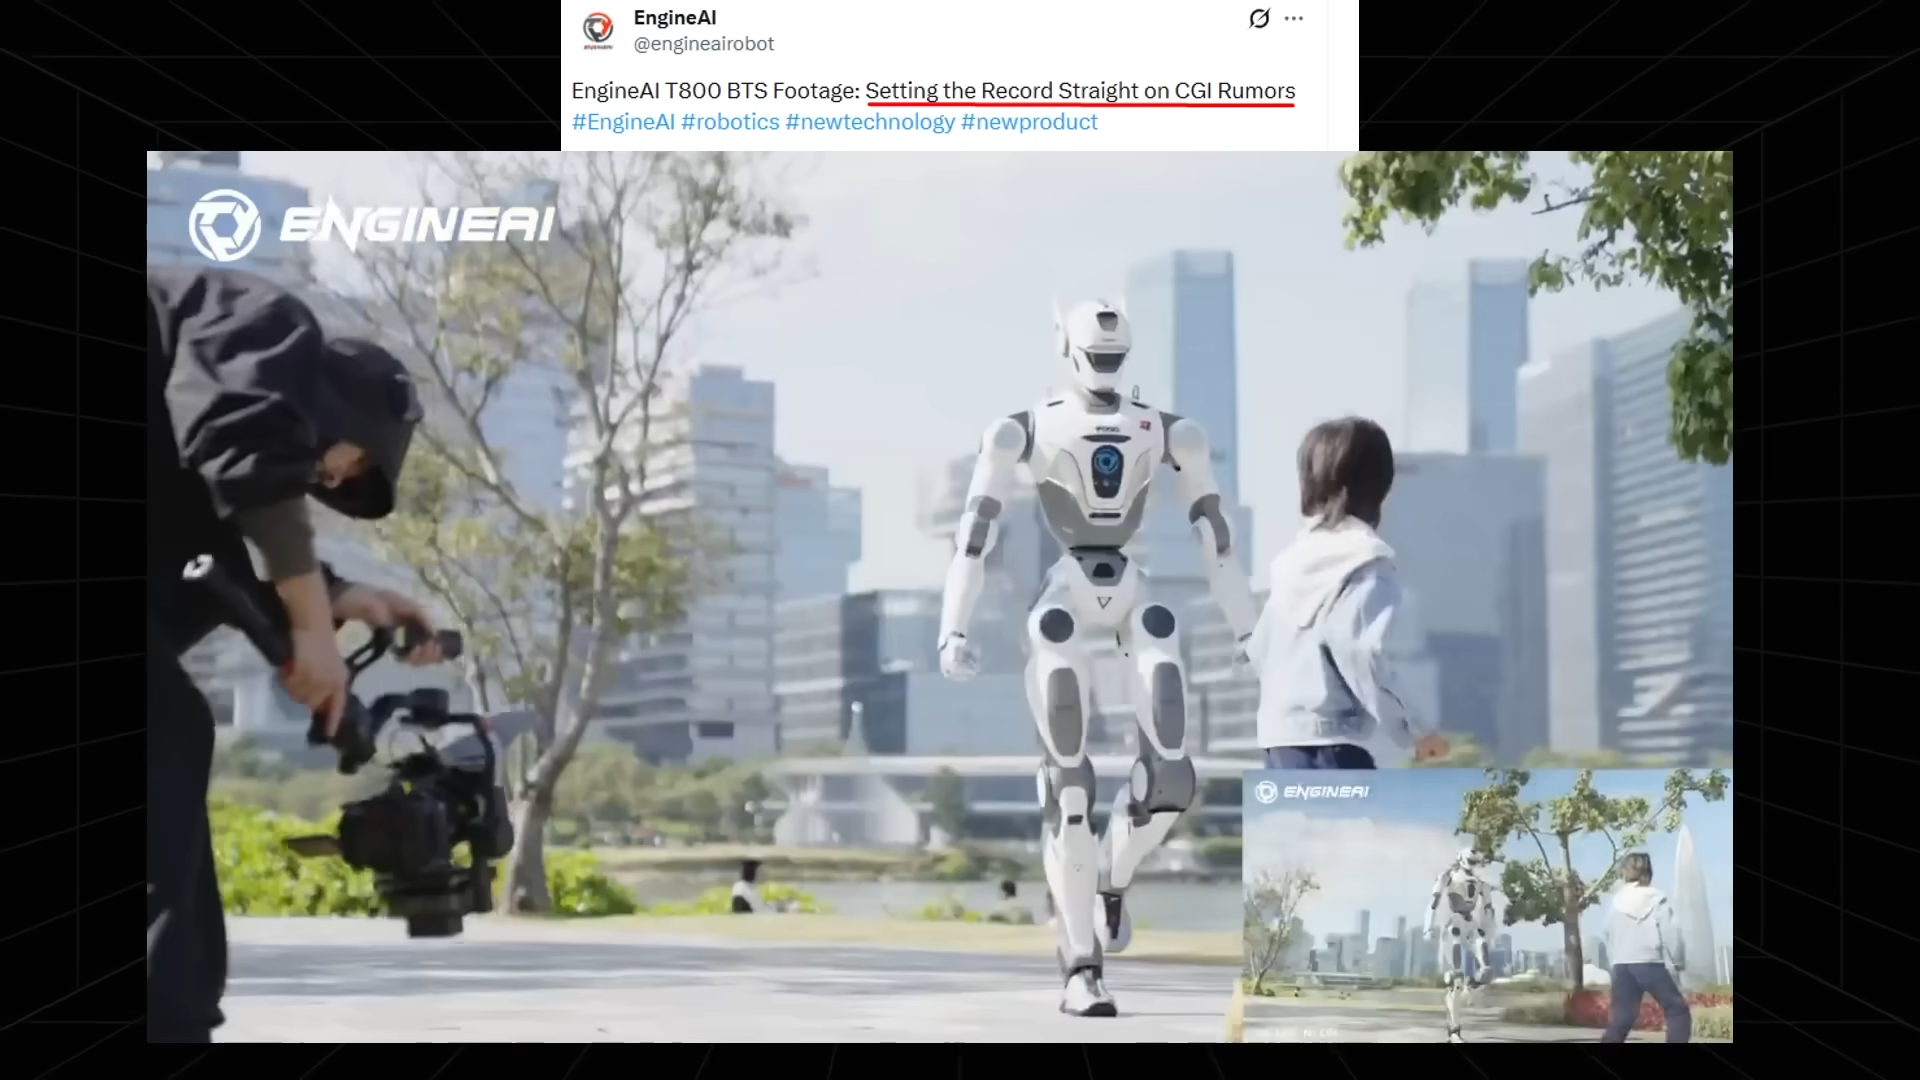 EngineAI
@engineairobot
EngineAI T800 BTS Footage: Setting the Record Straight on CGI Rumors
#EngineAI #robotics #newtechnology #newproduct
ENGINEAI
ENGINEAI